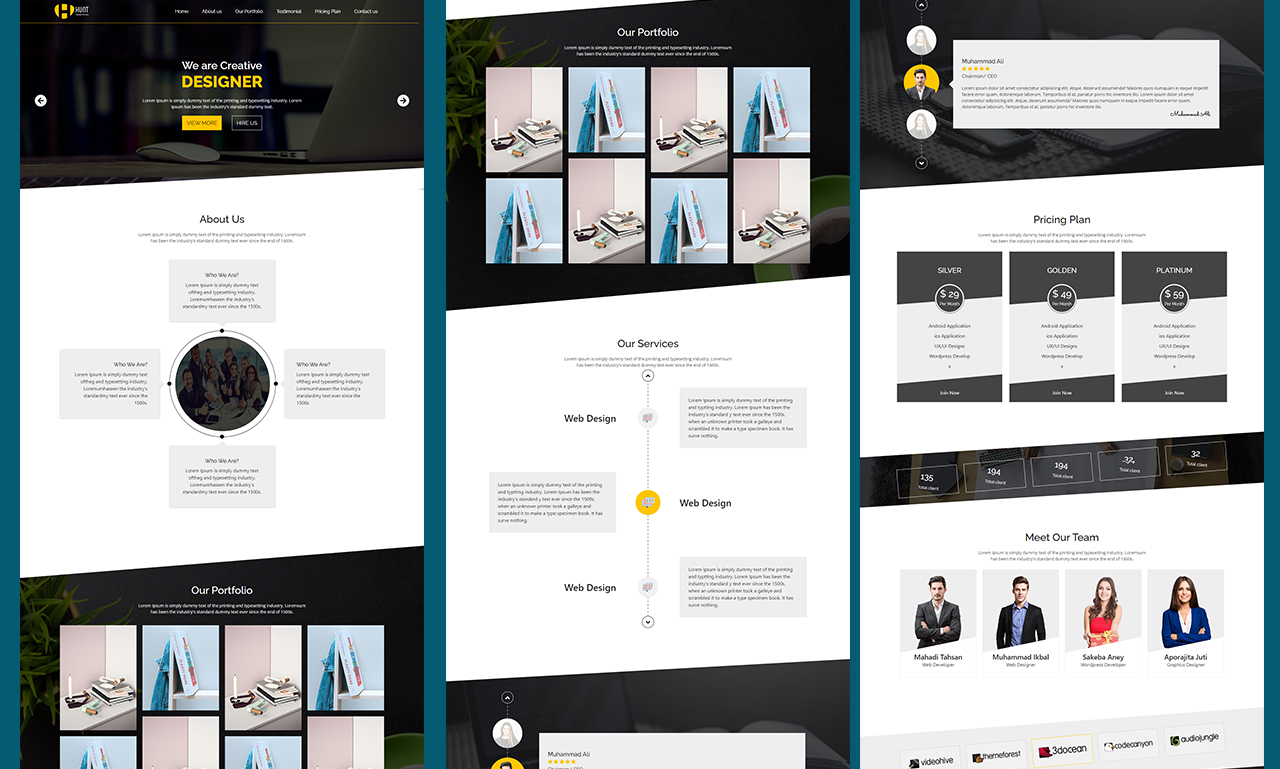 HUNT
Home
About us
Our Portfolio
Testimonial
Pricing Plan
Contact us
We are Creative
DESIGNER
Lorem Ipsum is simply dummy text of the printing and typesetting industry. Lorem
Ipsum has been the industry's standard dummy text.
VIEW MORE
HIRE US
About Us
Lorem Ipsum is simply dummy text of the printing and typesetting industry. Loremsum
has been the industry's standard dummy text ever since the end of 1500s.
Who We Are?
Lorem Ipsum is simply dummy text
oftheg and typesetting industry.
Loremumhaseen the industry's
standardmy text ever since the 1500s.
Who We Are?
Lorem Ipsum is simply dummy text
oftheg and typesetting industry.
Loremumhaseen the industry's
standardmy text ever since the
1500s.
Who We Are?
Lorem Ipsum is simply dummy text
oftheg and typesetting industry.
Loremumhaseen the industry's
standardmy text ever since the
1500s.
Who We Are?
Lorem Ipsum is simply dummy text
oftheg and typesetting industry.
Loremumhaseen the industry's
standardmy text ever since the 1500s.
Our Portfolio
Lorem Ipsum is simply dummy text of the printing and typesetting industry. Loremsum
has been the industry's standard dummy text ever since the end of 1500s.
Our Portfolio
Lorem Ipsum is simply dummy text of the printing and typesetting industry. Loremsum
has been the industry's standard dummy text ever since the end of 1500s.
Our Services
Lorem Ipsum is simply dummy text of the printing and typesetting industry. Loremsum
has been the industry's standard dummy text ever since the end of 1500s.
Web Design
Lorem Ipsum is simply dummy text of the printing
and typtting industry. Lorem Ipsum has been the
industry's standars d y text ever since the 1500s,
when an unknown printer took a galleye and
scrambled it to make a type specimen book. It has
surve nothing.
Lorem Ipsum is simply dummy text of the printing
and typtting industry. Lorem Ipsum has been the
industry's standars d y text ever since the 1500s,
when an unknown printer took a galleye and
scrambled it to make a type specimen book. It has
surve nothing.
Web Design
Web Design
Lorem Ipsum is simply dummy text of the printing
and typtting industry. Lorem Ipsum has been the
industry's standars d y text ever since the 1500s,
when an unknown printer took a galleye and
scrambled it to make a type specimen book. It has
surve nothing.
Muhammad Ali
Chairman/ CEO
Muhammad Ali
Chairman/ CEO
Lorem ipsum dolor sit amet, consectetur adipisicing elit. Atque, dolorum! Maiores quos numquam in eaque impedit
facere error quam, doloremque laborum. Temporibus id at, pariatur hic inventore. Lorem ipsum dolor sit amet,
consectetur adipisicing elit. Atque, dolorum! Maiores quos numquam in eaque impedit facere error quam,
doloremque laborum. Temporibus id at, pariatur hic inventore.
Muhammad Ali
Pricing Plan
Lorem Ipsum is simply dummy text of the printing and typesetting industry. Loremsum
has been the industry's standard dummy text ever since the end of 1500s.
SILVER
GOLDEN
PLATINUM
$ 29
Per Month
$ 49
Per Month
$ 59
Per Month
Android Application
ios Application
UX/UI Designs
Wordpress Develop
x
Join Now
Android Application
ios Application
UX/UI Designs
Wordpress Develop
x
Join Now
Android Application
ios Application
UX/UI Designs
Wordpress Develop
x
Join Now
135
Total client
194
Total client
194
Total client
32
Total client
32
Total client
Meet Our Team
Lorem Ipsum is simply dummy text of the printing and typesetting industry. Loremsum
has been the industry's standard dummy text ever since the end of 1500s.
Mahadi Tahsan
Web Developer
Muhammad Ikbal
Web Designer
Sakeba Aney
Wordpress Developer
Aporajita Juti
Graphics Designer
videohive
themeforest
3docean
codecanyon
audiojungle